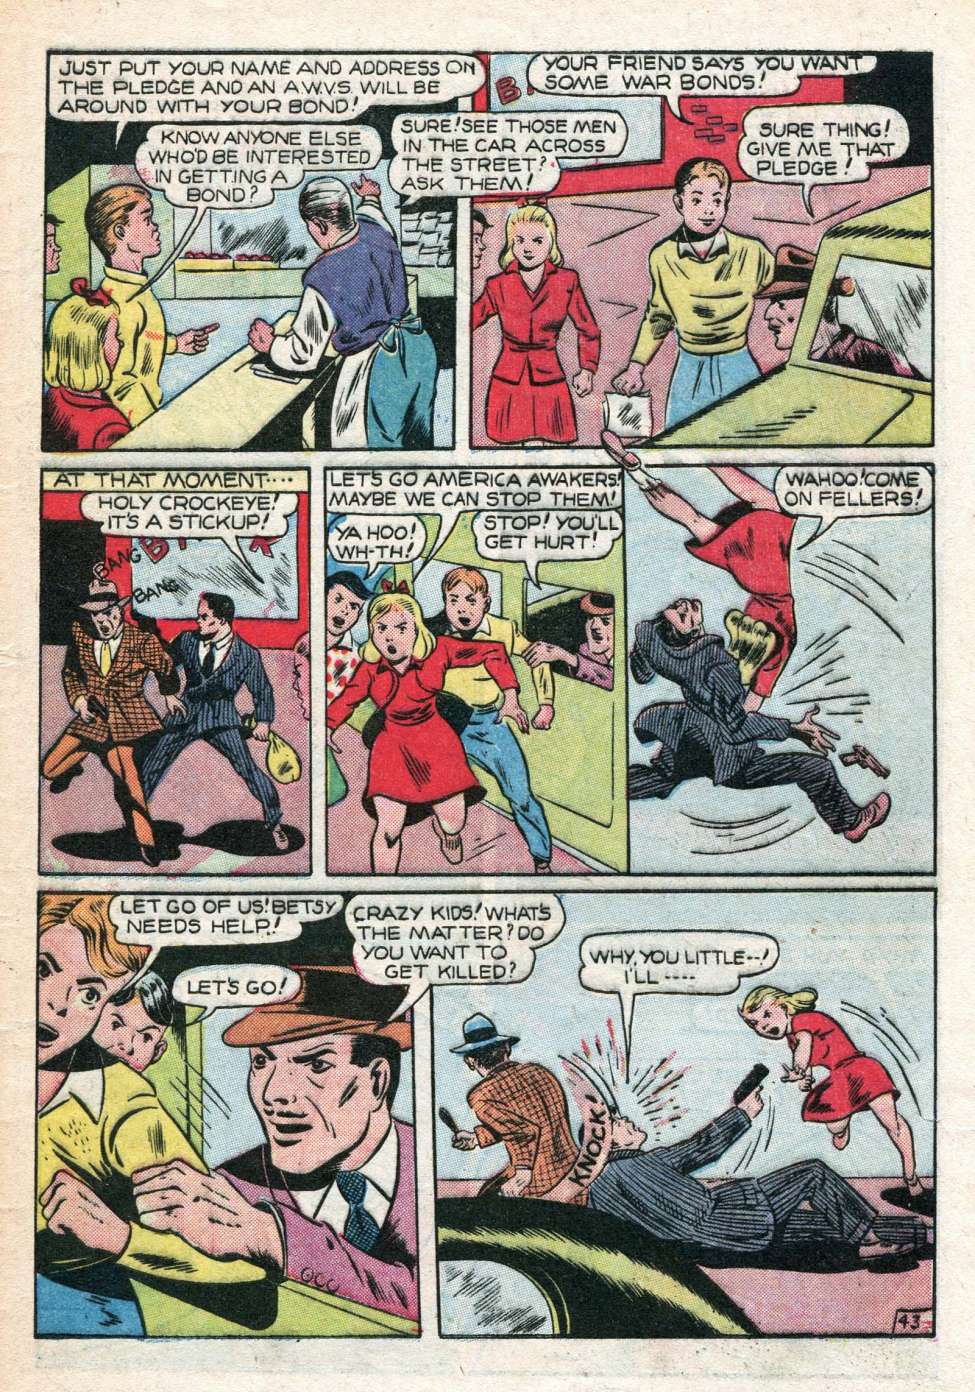 JUST PUT YOUR NAME AND ADDRESS ON
THE PLEDGE AND AN A.W.V.S. WILL BE
AROUND WITH YOUR BOND!
KNOW ANYONE ELSE
WHO'D BE INTERESTED
IN GETTING A
BOND?
SURE! SEE THOSE MEN
IN THE CAR ACROSS
THE STREET?
ASK THEM!
YOUR FRIEND SAYS YOU WANT
SOME WAR BONDS!
SURE THING!
GIVE ME THAT
PLEDGE!
AT THAT MOMENT....
HOLY CROCKEYE!
IT'S A STICKUP!
BANG
BANG
LET'S GO AMERICA AWAKERS!
MAYBE WE CAN STOP THEM!
YA HOO!
WH-TH!
STOP! YOU'LL
GET HURT!
WAHOO! COME
ON FELLERS!
LET GO OF US! BETSY
NEEDS HELP!
LET'S GO!
CRAZY KIDS! WHAT'S
THE MATTER? DO
YOU WANT TO
GET KILLED?
WHY, YOU LITTLE--!
I'LL ----
KNOCK!
43